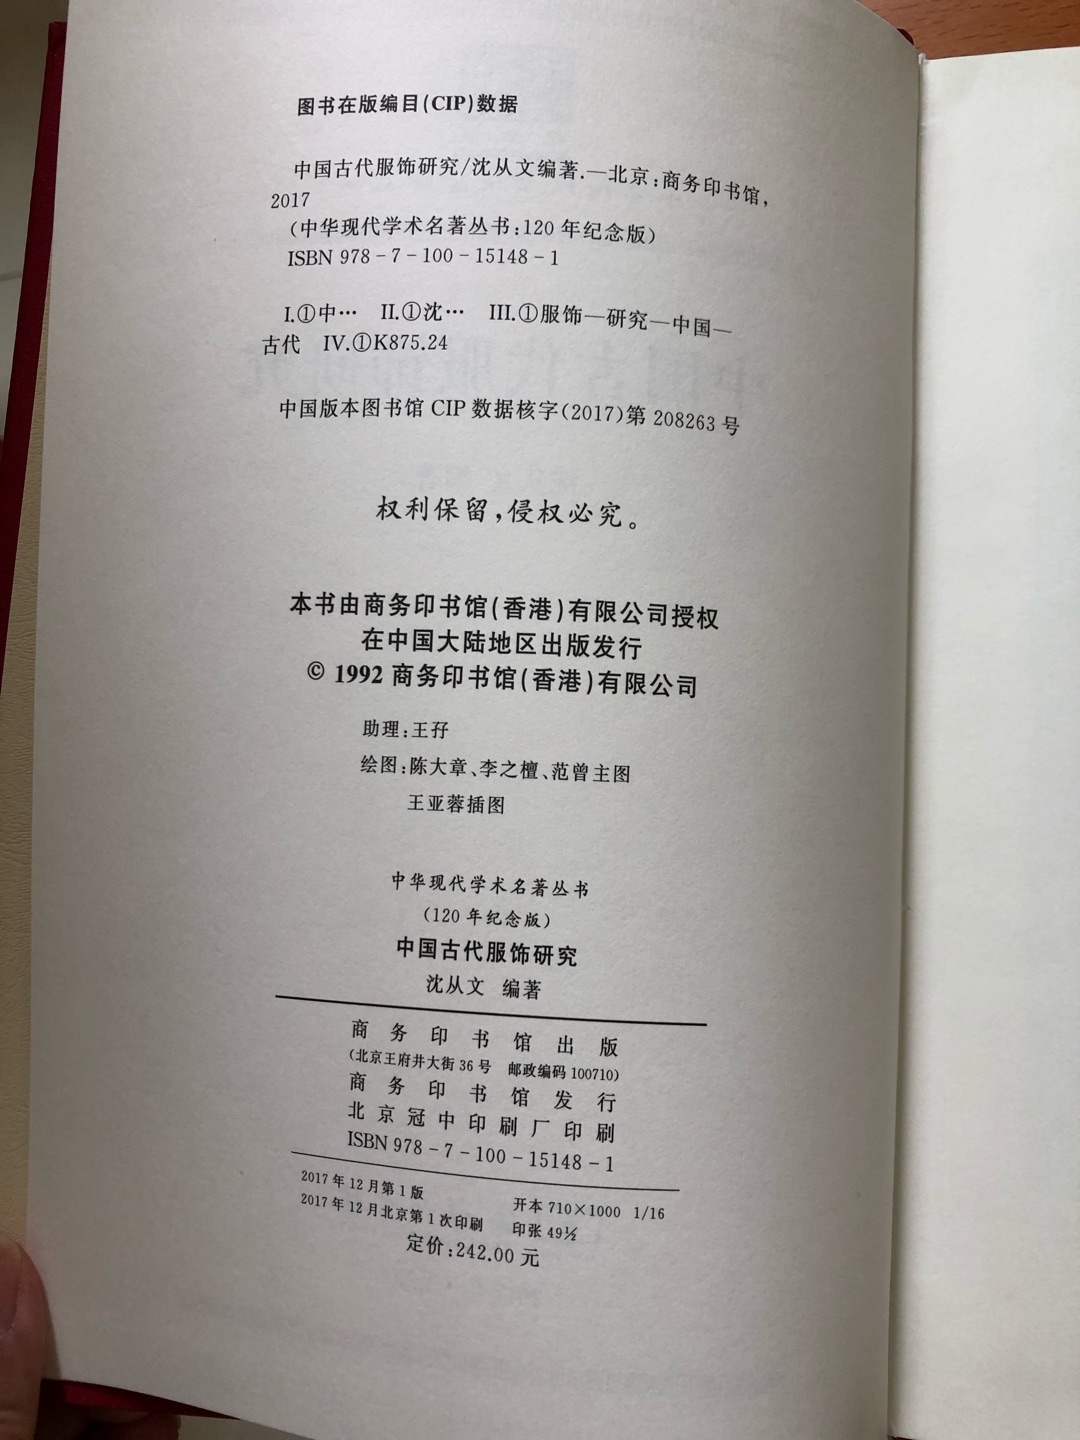 图书在版编目(CIP)数据
中国古代服饰研究/沈从文编著.—北京:商务印书馆,
2017
(中华现代学术名著丛书:120年纪念版)
ISBN 978-7-100-15148-1
I.①中… II.①沈… III.①服饰—研究—中国—
古代 IV.①K875.24
中国版本图书馆CIP数据核字(2017)第208263号
权利保留,侵权必究。
本书由商务印书馆(香港)有限公司授权
在中国大陆地区出版发行
© 1992 商务印书馆(香港)有限公司
助理:王孖
绘图:陈大章、李之檀、范曾主图
王亚蓉插图
中华现代学术名著丛书
(120年纪念版)
中国古代服饰研究
沈从文 编著
商务印书馆出版
(北京王府井大街36号 邮政编码100710)
商务印书馆发行
北京冠中印刷厂印刷
ISBN 978-7-100-15148-1
2017年12月第1版 开本 710×1000 1/16
2017年12月北京第1次印刷 印张 49½
定价:242.00元